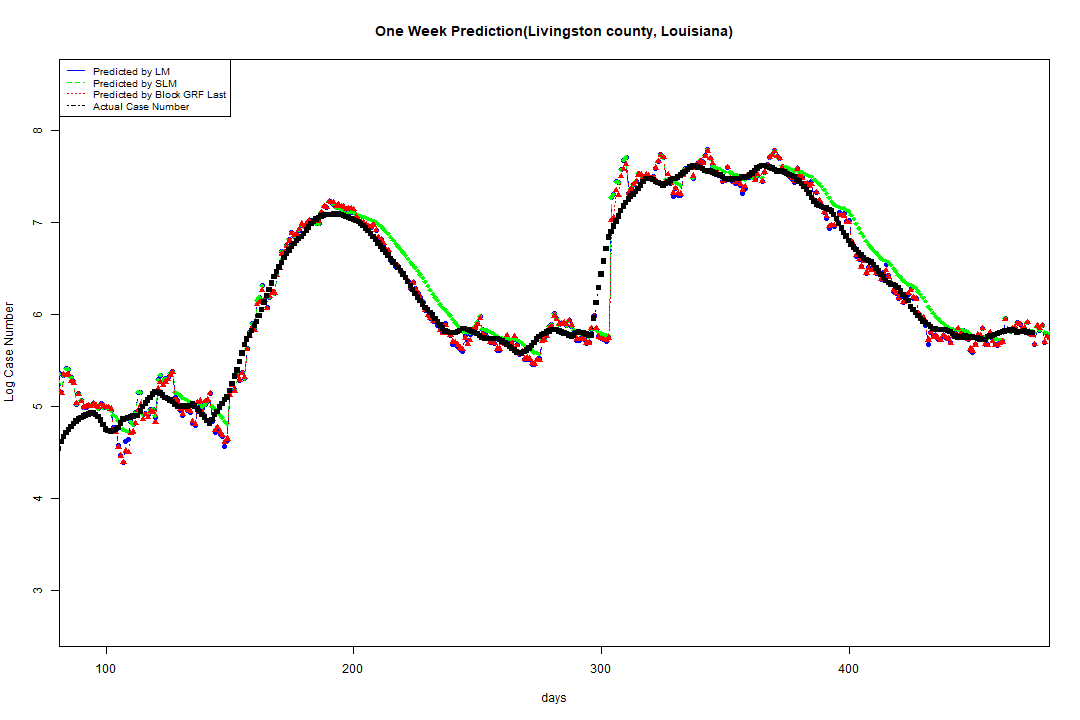 One Week Prediction(Livingston county, Louisiana)
Predicted by LM
Predicted by SLM
Predicted by Block GRF Last
Actual Case Number
8
7
6
5
4
3
Log Case Number
100 200 300 400
days